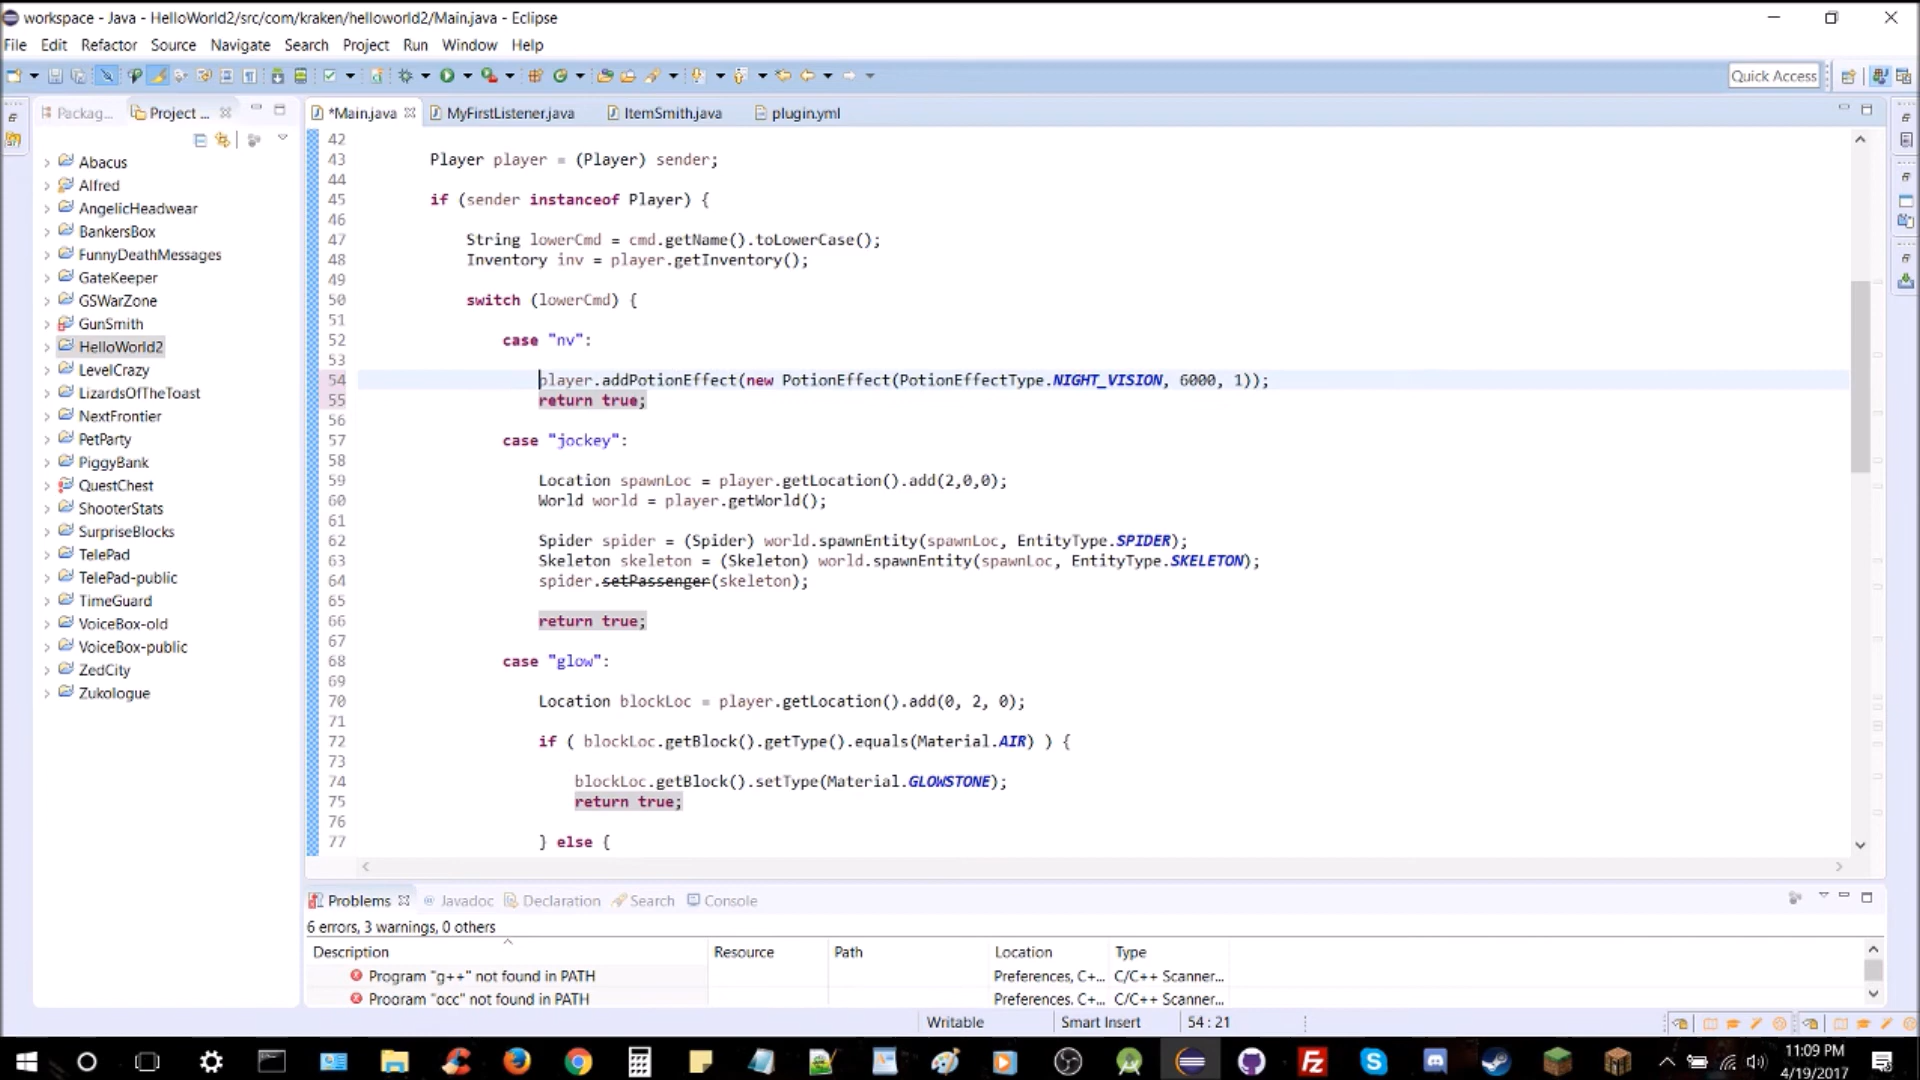 workspace - Java - HelloWorld2/src/com/kraken/helloworld2/Main.java - Eclipse
File Edit Refactor Source Navigate Search Project Run Window Help
Quick Access
Packag... Project ...
*Main.java MyFirstListener.java ItemSmith.java plugin.yml
Abacus
Alfred
AngelicHeadwear
BankersBox
FunnyDeathMessages
GateKeeper
GSWarZone
GunSmith
HelloWorld2
LevelCrazy
LizardsOfTheToast
NextFrontier
PetParty
PiggyBank
QuestChest
ShooterStats
SurpriseBlocks
TelePad
TelePad-public
TimeGuard
VoiceBox-old
VoiceBox-public
ZedCity
Zukologue
42
43 Player player = (Player) sender;
44
45 if (sender instanceof Player) {
46
47 String lowerCmd = cmd.getName().toLowerCase();
48 Inventory inv = player.getInventory();
49
50 switch (lowerCmd) {
51
52 case "nv":
53
54 player.addPotionEffect(new PotionEffect(PotionEffectType.NIGHT_VISION, 6000, 1));
55 return true;
56
57 case "jockey":
58
59 Location spawnLoc = player.getLocation().add(2,0,0);
60 World world = player.getWorld();
61
62 Spider spider = (Spider) world.spawnEntity(spawnLoc, EntityType.SPIDER);
63 Skeleton skeleton = (Skeleton) world.spawnEntity(spawnLoc, EntityType.SKELETON);
64 spider.setPassenger(skeleton);
65
66 return true;
67
68 case "glow":
69
70 Location blockLoc = player.getLocation().add(0, 2, 0);
71
72 if ( blockLoc.getBlock().getType().equals(Material.AIR) ) {
73
74 blockLoc.getBlock().setType(Material.GLOWSTONE);
75 return true;
76
77 } else {
Problems Javadoc Declaration Search Console
6 errors, 3 warnings, 0 others
Description Resource Path Location Type
Program "g++" not found in PATH Preferences, C+... C/C++ Scanner...
Program "gcc" not found in PATH Preferences, C+... C/C++ Scanner...
Writable Smart Insert 54 : 21
11:09 PM
4/19/2017